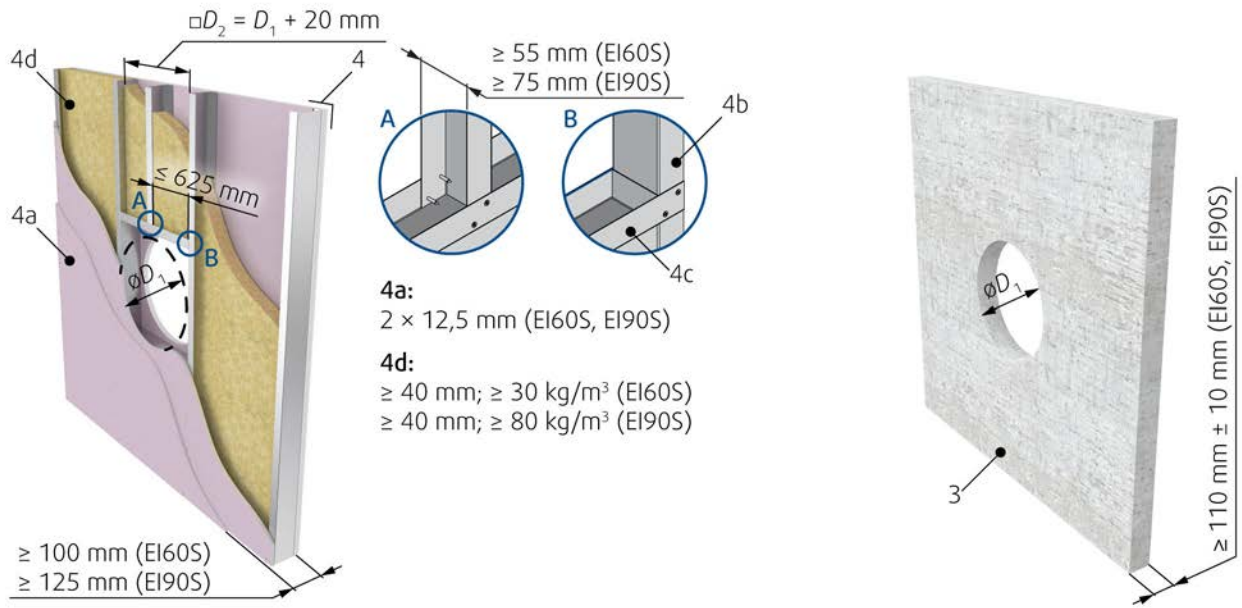 □D₂ = D₁ + 20 mm
4d
4
≥ 55 mm (EI60S)
≥ 75 mm (EI90S)
A
B
4b
≤ 625 mm
A
B
4a
øD₁
4c
4a:
2 × 12,5 mm (EI60S, EI90S)
4d:
≥ 40 mm; ≥ 30 kg/m³ (EI60S)
≥ 40 mm; ≥ 80 kg/m³ (EI90S)
≥ 100 mm (EI60S)
≥ 125 mm (EI90S)
øD₁
3
≥ 110 mm ± 10 mm (EI60S, EI90S)